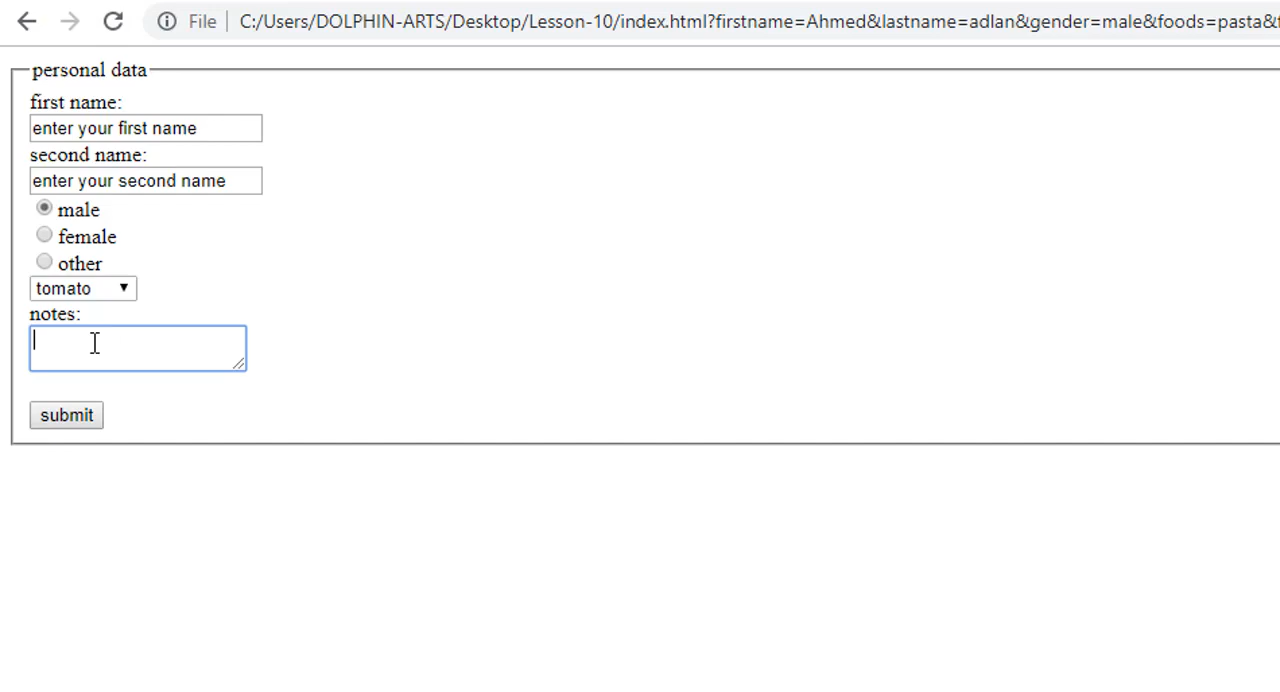 File C:/Users/DOLPHIN-ARTS/Desktop/Lesson-10/index.html?firstname=Ahmed&lastname=adlan&gender=male&foods=pasta&
personal data
first name:
enter your first name
second name:
enter your second name
male
female
other
tomato
notes:
submit